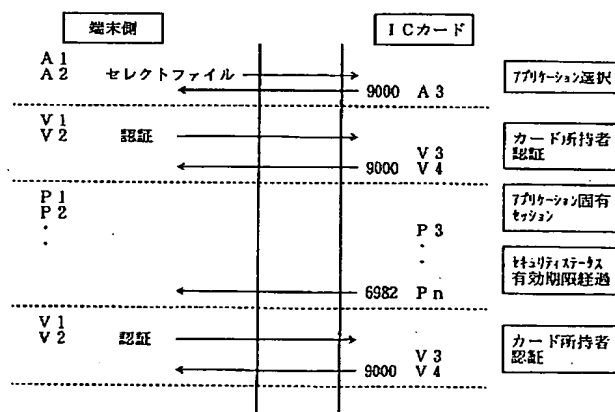 端末側
ICカード
A1
A2 セレクトファイル
9000 A3
アプリケーション選択
V1
V2 認証
V3
9000 V4
カード所持者
認証
P1
P2
・
・
P3
・
・
6982 Pn
アプリケーション固有
セッション
セキュリティステータス
有効期限経過
V1
V2 認証
V3
9000 V4
カード所持者
認証